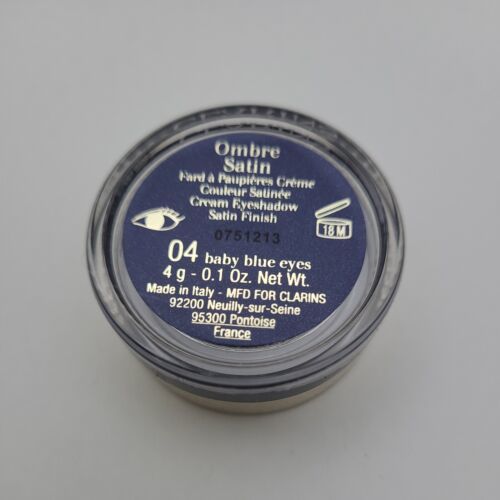 Ombre
Satin
Fard à Paupières Crème
Couleur Satinée
Cream Eyeshadow
Satin Finish
18 M
0751213
04 baby blue eyes
4 g - 0.1 Oz. Net Wt.
Made in Italy - MFD FOR CLARINS
92200 Neuilly-sur-Seine
95300 Pontoise
France